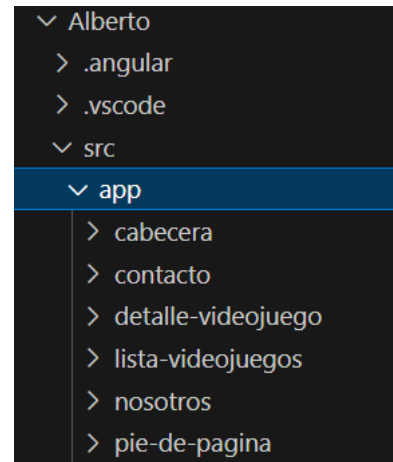 Alberto
.angular
.vscode
src
app
cabecera
contacto
detalle-videojuego
lista-videojuegos
nosotros
pie-de-pagina